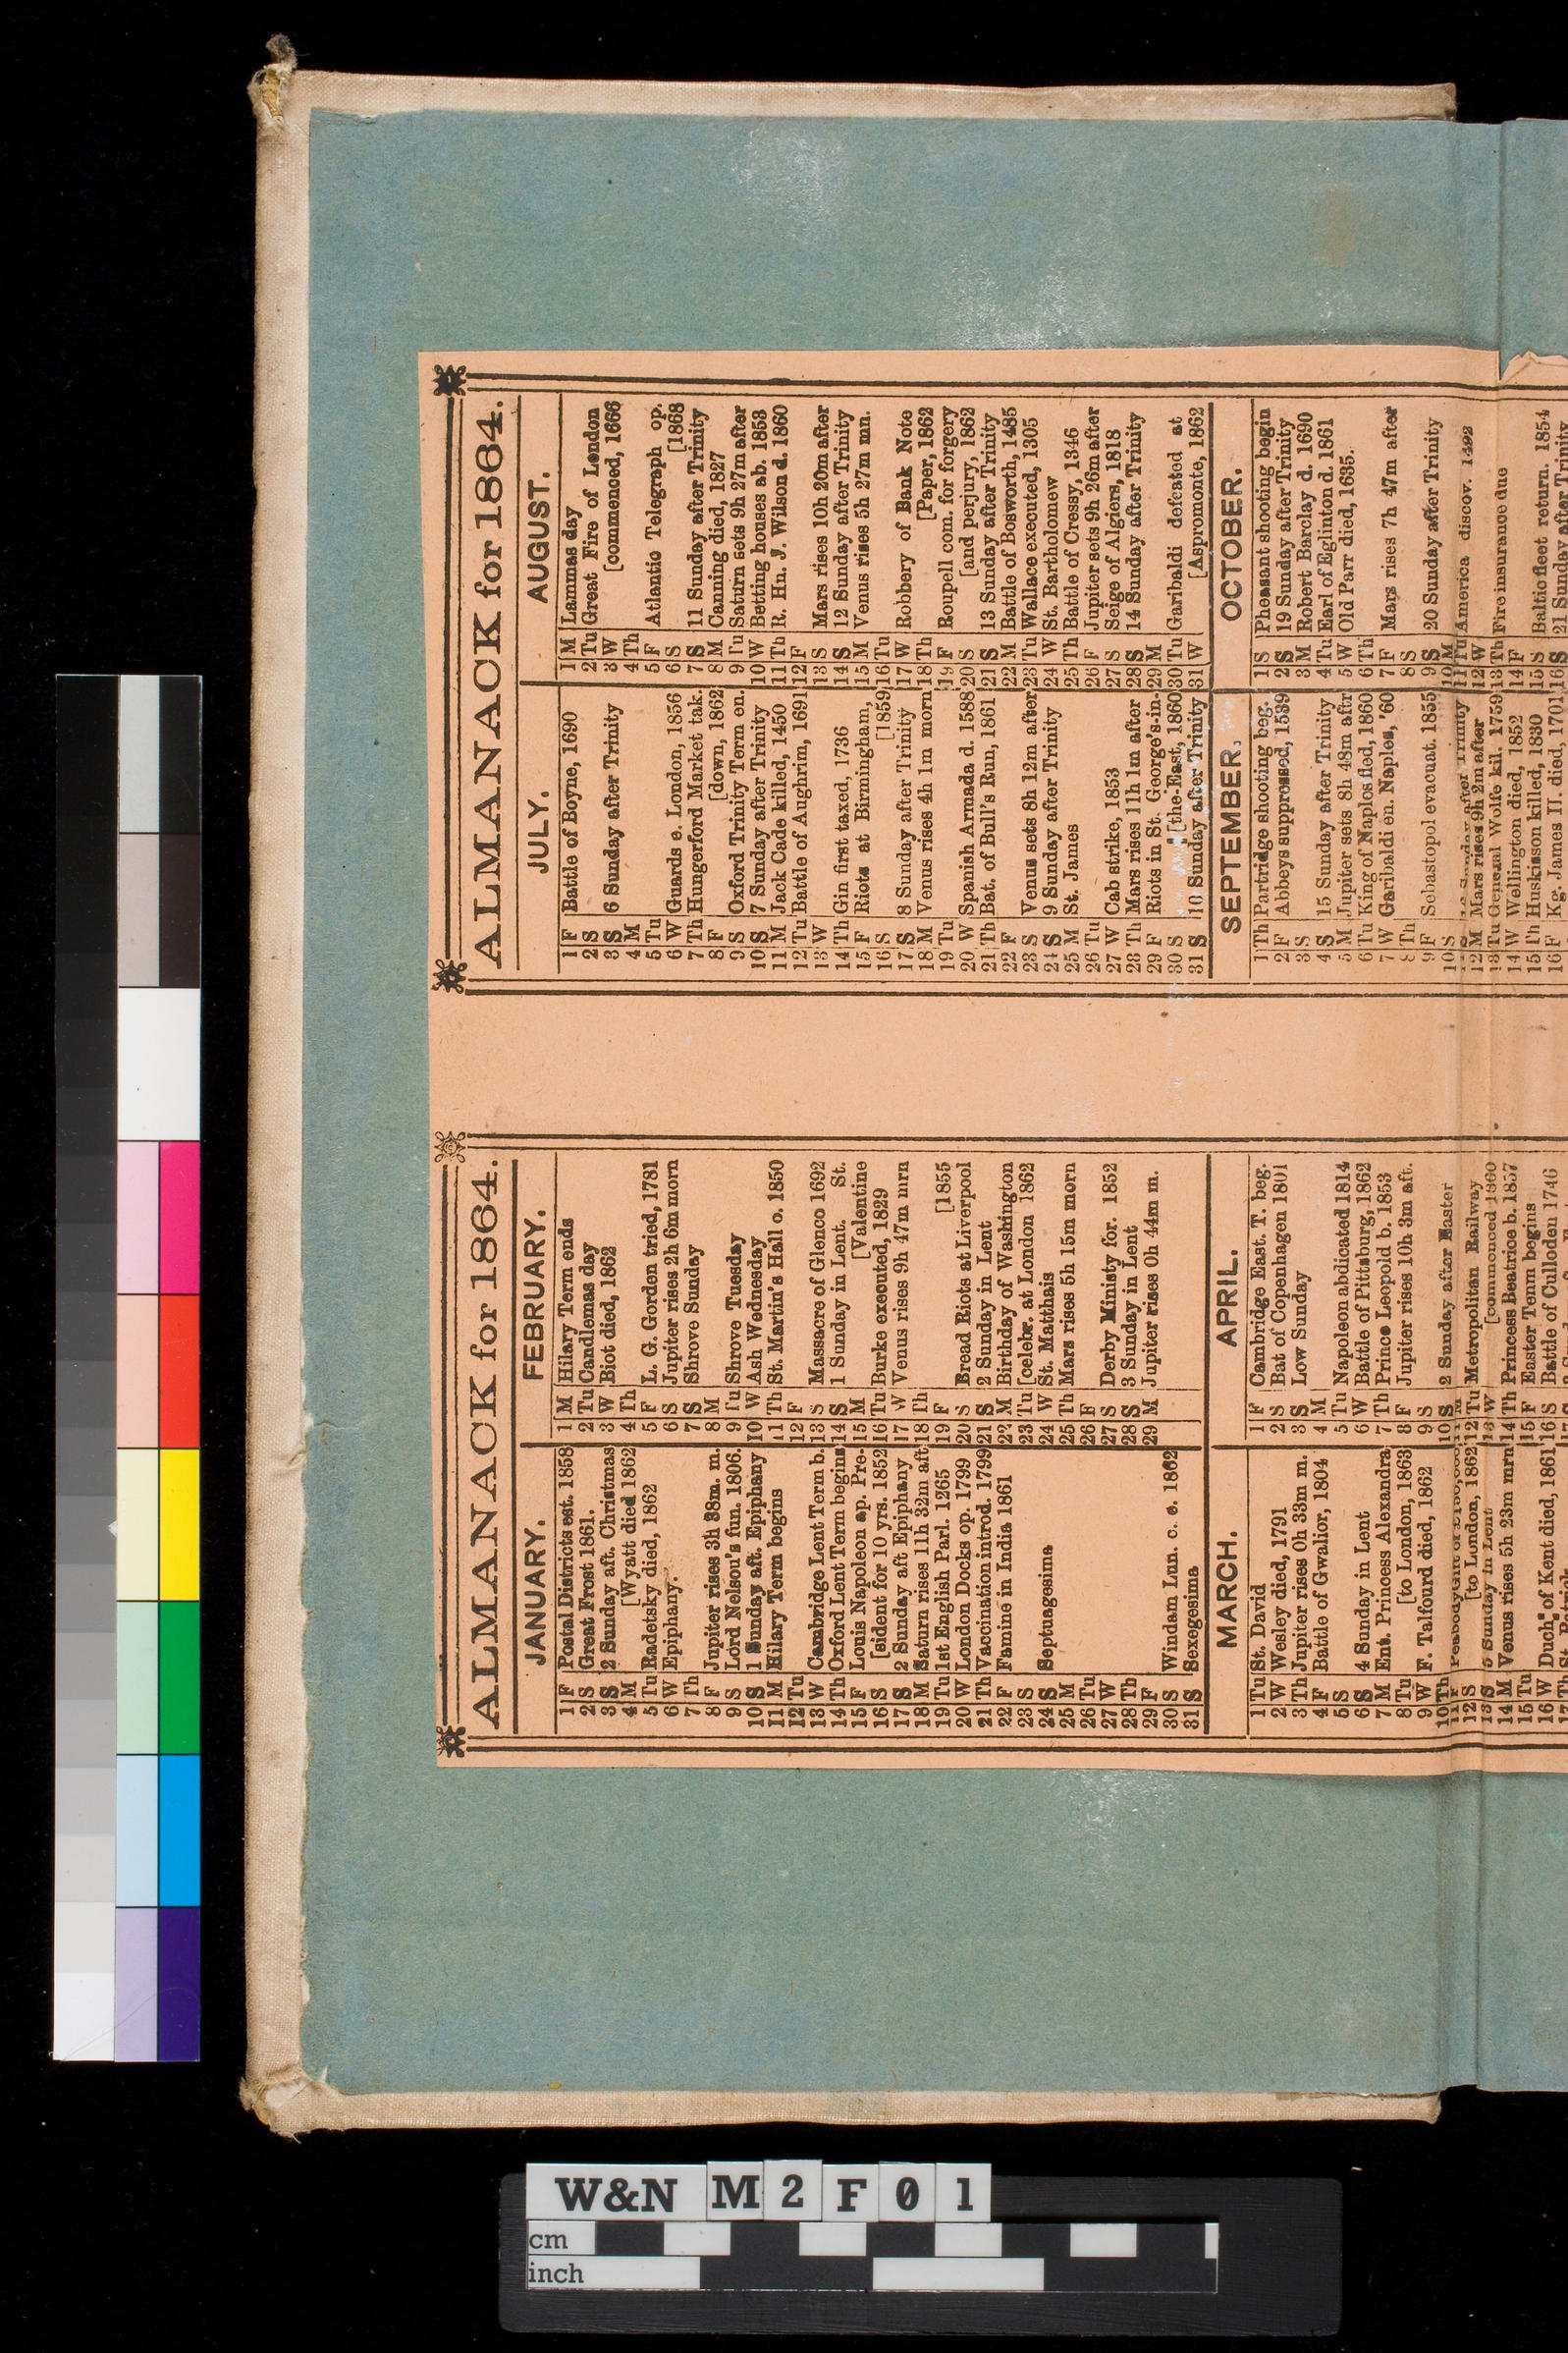 ALMANACK for 1864.
JANUARY.
1 F Postal Districts est. 1858
2 S Great Frost 1861.
3 S 2 Sunday aft. Christmas
4 M [Wyatt died 1862
5 Tu Radetsky died, 1862
6 W Epiphany.
7 Th
8 F Jupiter rises 3h 38m. m.
9 S Lord Nelson's fun. 1806.
10 S 1 Sunday aft. Epiphany
11 M Hilary Term begins
12 Tu
13 W Cambridge Lent Term b.
14 Th Oxford Lent Term begins
15 F Louis Napoleon ap. Pre-
16 S [sident for 10 yrs. 1852
17 S 2 Sunday aft Epiphany
18 M Saturn rises 11h 32m aft
19 Tu 1st English Parl. 1265
20 W London Docks op. 1799
21 Th Vaccination introd. 1799
22 F Famine in India 1861
23 S
24 S Septuagesima
25 M
26 Tu
27 W
28 Th
29 F
30 S Windam Lun. c. e. 1862
31 S Sexegesima
FEBRUARY.
1 M Hilary Term ends
2 Tu Candlemas day
3 W Biot died, 1862
4 Th
5 F L. G. Gorden tried, 1781
6 S Jupiter rises 2h 6m morn
7 S Shrove Sunday
8 M
9 Tu Shrove Tuesday
10 W Ash Wednesday
11 Th St. Martin's Hall o. 1850
12 F
13 S Massacre of Glenco 1692
14 S 1 Sunday in Lent. St.
15 M [Valentine
16 Tu Burke executed, 1829
17 W Venus rises 9h 47m mrn
18 Th
19 F [1855
20 S Bread Riots at Liverpool
21 S 2 Sunday in Lent
22 M Birthday of Washington
23 Tu [celebr. at London 1862
24 W St. Matthais
25 Th Mars rises 5h 15m morn
26 F
27 S Derby Ministy for. 1852
28 S 3 Sunday in Lent
29 M Jupiter rises 0h 44m m.
MARCH.
1 Tu St. David
2 W Wesley died, 1791
3 Th Jupiter rises 0h 33m m.
4 F Battle of Gwalior, 1804
5 S
6 S 4 Sunday in Lent
7 M Ent. Princess Alexandra
8 Tu [to London, 1863
9 W F. Talfourd died, 1862
10 Th
11 F Peabody
12 S [to London, 1862
13 S 5 Sunday in Lent
14 M Venus rises 5h 23m mrn
15 Tu
16 W Duch of Kent died, 1861
17 Th St. Patrick
APRIL.
1 F Cambridge East. T. beg.
2 S Bat of Copenhagen 1801
3 S Low Sunday
4 M
5 Tu Napoleon abdicated 1814
6 W Battle of Pittsburg, 1862
7 Th Prince Leopold b. 1853
8 F Jupiter rises 10h 3m aft.
9 S
10 S 2 Sunday after Easter
11 M
12 Tu Metropolitan Railway
13 W [commenced 1860
14 Th Princess Beatrice b. 1857
15 F Easter Term begins
16 S Battle of Culloden 1746
ALMANACK for 1864.
JULY.
1 F Battle of Boyne, 1690
2 S
3 S 6 Sunday after Trinity
4 M
5 Tu
6 W Guards e. London, 1856
7 Th Hungerford Market tak.
8 F [down, 1862
9 S Oxford Trinity Term en.
10 S 7 Sunday after Trinity
11 M Jack Cade killed, 1450
12 Tu Battle of Aughrim, 1691
13 W
14 Th Gin first taxed, 1736
15 F Riots at Birmingham,
16 S [1859
17 S 8 Sunday after Trinity
18 M Venus rises 4h 1m morn
19 Tu
20 W Spanish Armada d. 1588
21 Th Bat. of Bull's Run, 1861
22 F
23 S Venus sets 8h 12m after
24 S 9 Sunday after Trinity
25 M St. James
26 Tu
27 W Cab strike, 1853
28 Th Mars rises 11h 1m after
29 F Riots in St. George's-in-
30 S [the-East, 1860
31 S 10 Sunday after Trinity
AUGUST.
1 M Lammas day
2 Tu Great Fire of London
3 W [commenced, 1666
4 Th
5 F Atlantic Telegraph op.
6 S [1868
7 S 11 Sunday after Trinity
8 M Canning died, 1827
9 Tu Saturn sets 9h 27m after
10 W Betting houses ab. 1853
11 Th R. Hn. J. Wilson d. 1860
12 F
13 S Mars rises 10h 20m after
14 S 12 Sunday after Trinity
15 M Venus rises 5h 27m mn.
16 Tu
17 W Robbery of Bank Note
18 Th [Paper, 1862
19 F Roupell com. for forgery
20 S [and perjury, 1862
21 S 13 Sunday after Trinity
22 M Battle of Bosworth, 1485
23 Tu Wallace executed, 1305
24 W St. Bartholomew
25 Th Battle of Cressy, 1346
26 F Jupiter sets 9h 26m after
27 S Seige of Algiers, 1818
28 S 14 Sunday after Trinity
29 M
30 Tu Garibaldi defeated at
31 W [Aspromonte, 1862
SEPTEMBER.
1 Th Partridge shooting beg.
2 F Abbeys suppressed, 1539
3 S
4 S 15 Sunday after Trinity
5 M Jupiter sets 8h 48m aftr
6 Tu King of Naples fled, 1860
7 W Garibaldi en. Naples, '60
8 Th
9 F Sebastopol evacuat. 1855
10 S
16 Sunday after Trinity
12 M Mars rises 9h 2m after
13 Tu General Wolfe kil. 1759
14 W Wellington died, 1852
15 Th Huskisson killed, 1830
16 F Kg. James II. died, 1701
OCTOBER.
1 S Pheasant shooting begin
2 S 19 Sunday after Trinity
3 M Robert Barclay d. 1690
4 Tu Earl of Eglinton d. 1861
5 W Old Parr died, 1635.
6 Th
7 F Mars rises 7h 47m after
8 S
9 S 20 Sunday after Trinity
10 M
11 Tu America discov. 1492
12 W
13 Th Fire insurance due
14 F
15 S Baltic fleet return. 1854
16 S 21 Sunday after Trinity
W&N M 2 F 0 1
cm
inch